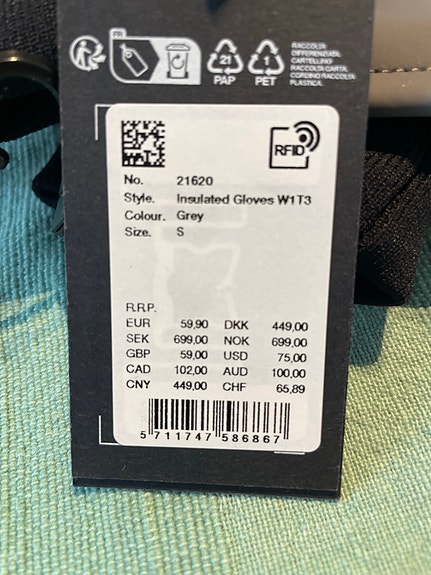 FR
21
PAP
1
PET
RACCOLTA
DIFFERENZIATA.
CARTELLINO
RACCOLTA CARTA.
CORDINO RACCOLTA
PLASTICA.
RFID
No. 21620
Style. Insulated Gloves W1T3
Colour. Grey
Size. S
R.R.P.
EUR 59,90 DKK 449,00
SEK 699,00 NOK 699,00
GBP 59,00 USD 75,00
CAD 102,00 AUD 100,00
CNY 449,00 CHF 65,89
5 711747 586867